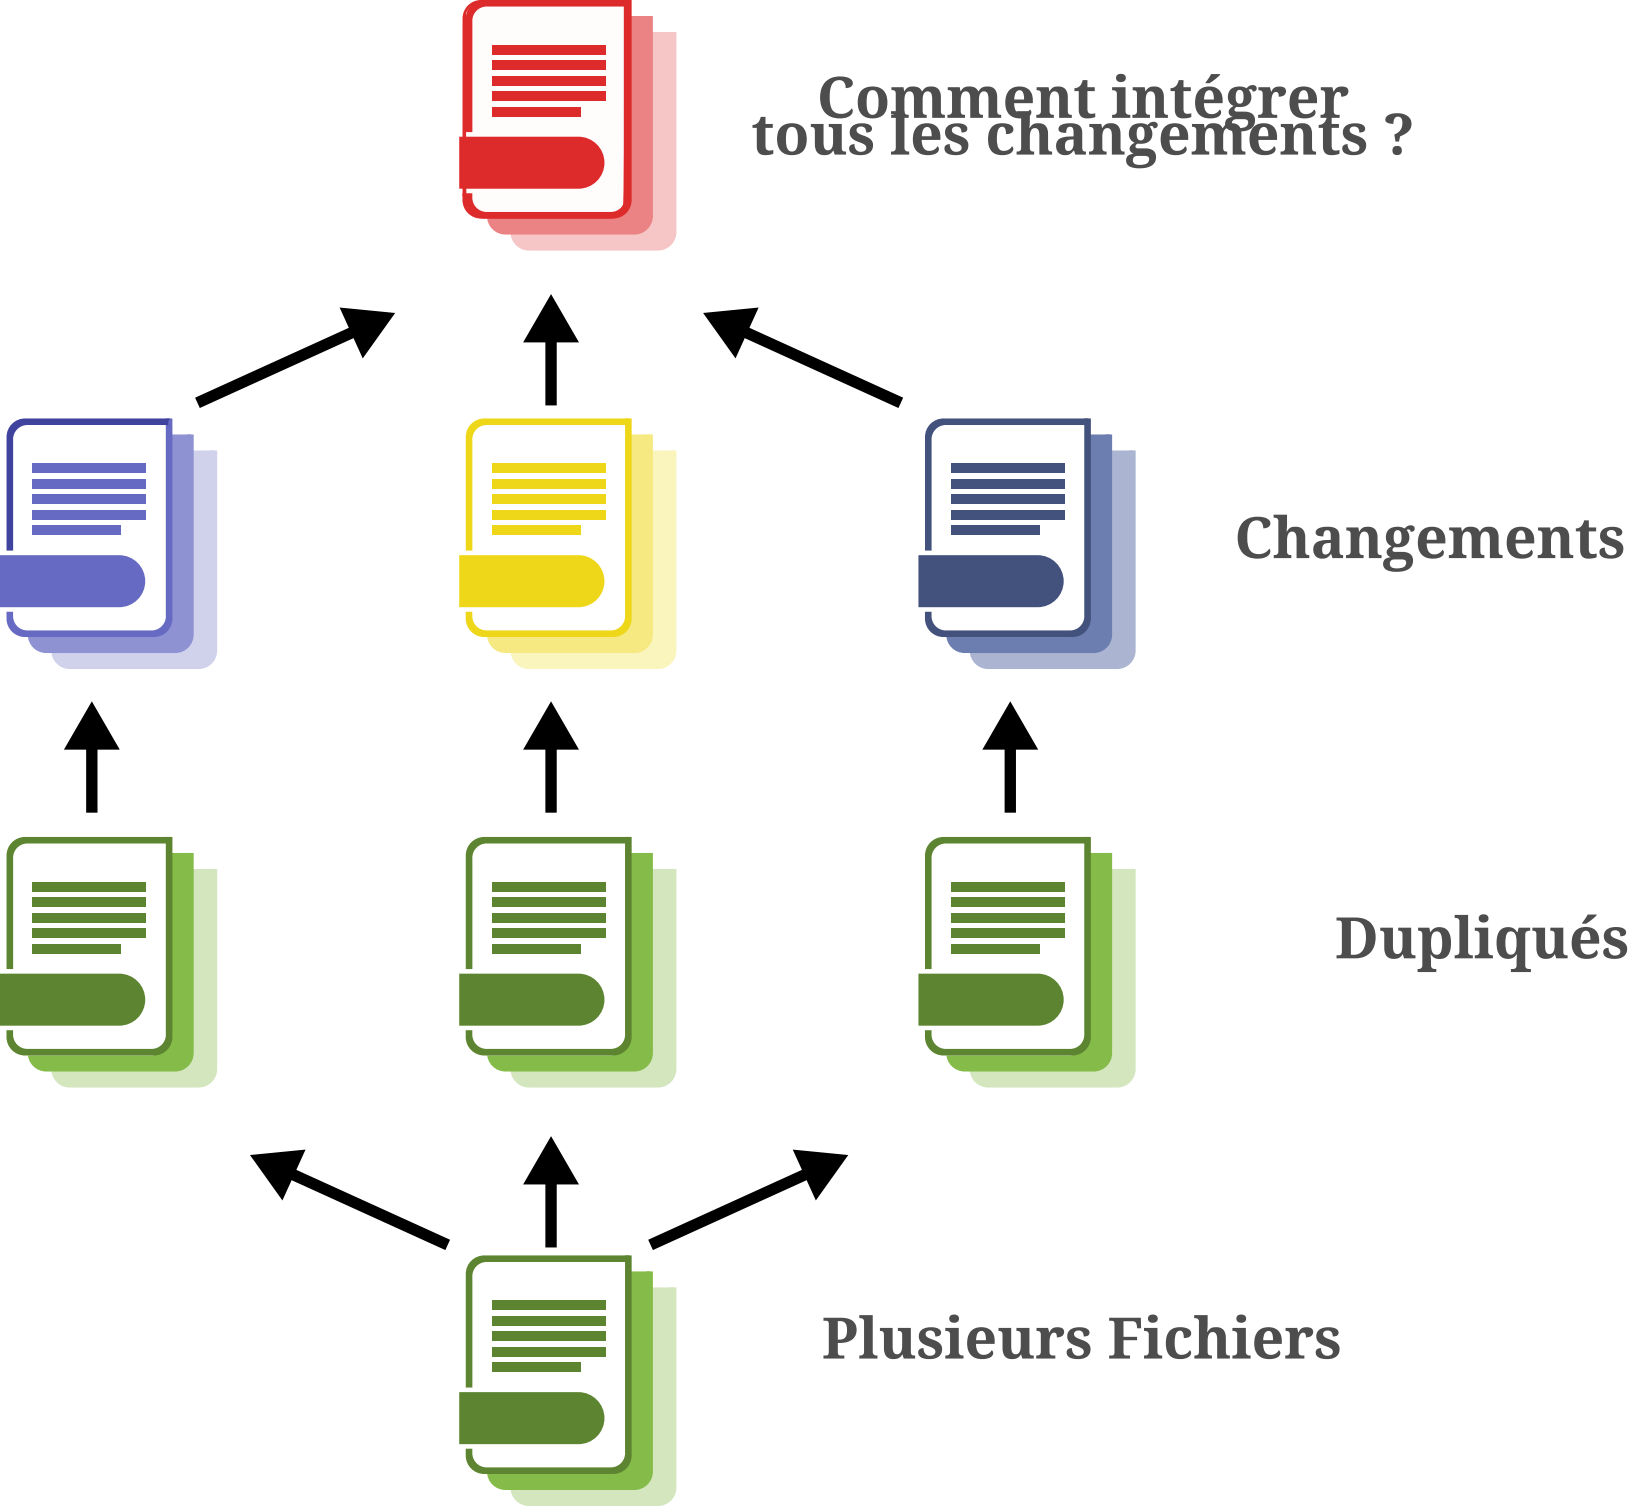 Comment intégrer
tous les changements ?
Changements
Dupliqués
Plusieurs Fichiers